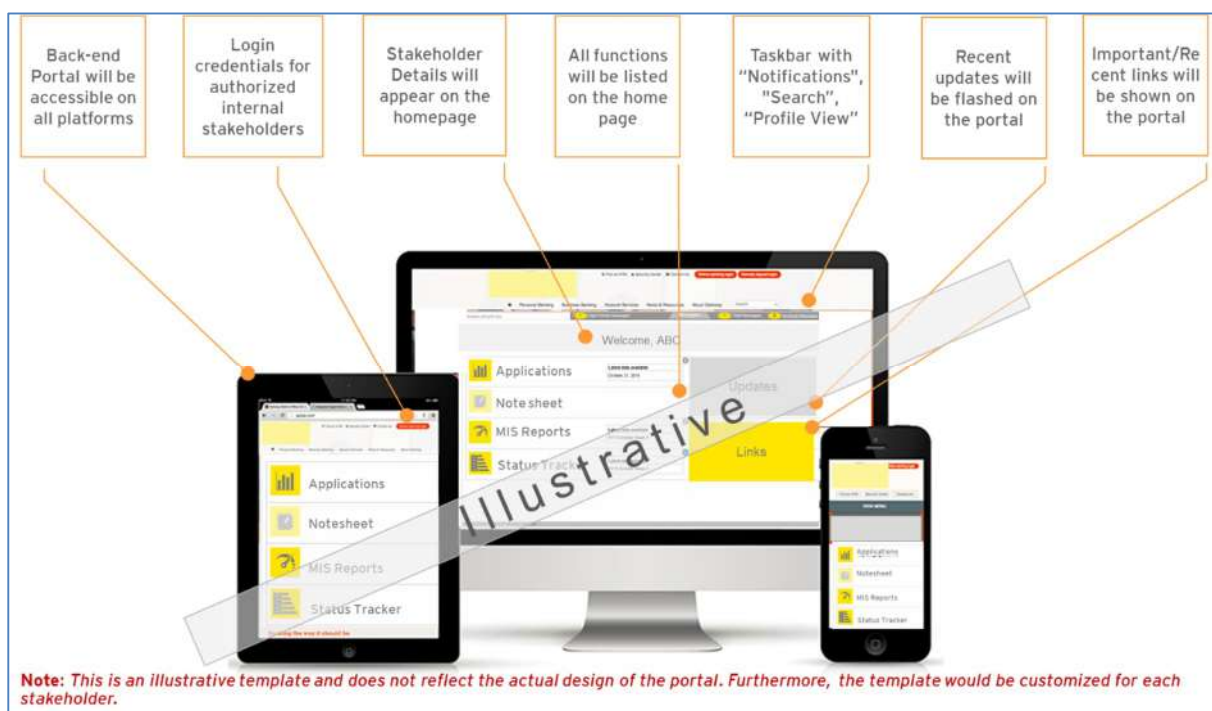 Back-end
Portal will be
accessible on
all platforms
Login
credentials for
authorized
internal
stakeholders
Stakeholder
Details will
appear on the
homepage
All functions
will be listed
on the home
page
Taskbar with
“Notifications”,
"Search",
“Profile View”
Recent
updates will
be flashed on
the portal
Important/Re
cent links will
be shown on
the portal
Welcome, ABC
Applications
Note sheet
MIS Reports
Status Tracker
Updates
Links
Illustrative
Applications
Notesheet
MIS Reports
Status Tracker
Applications
Notesheet
MIS Reports
Status Tracker
Note: This is an illustrative template and does not reflect the actual design of the portal. Furthermore, the template would be customized for each
stakeholder.